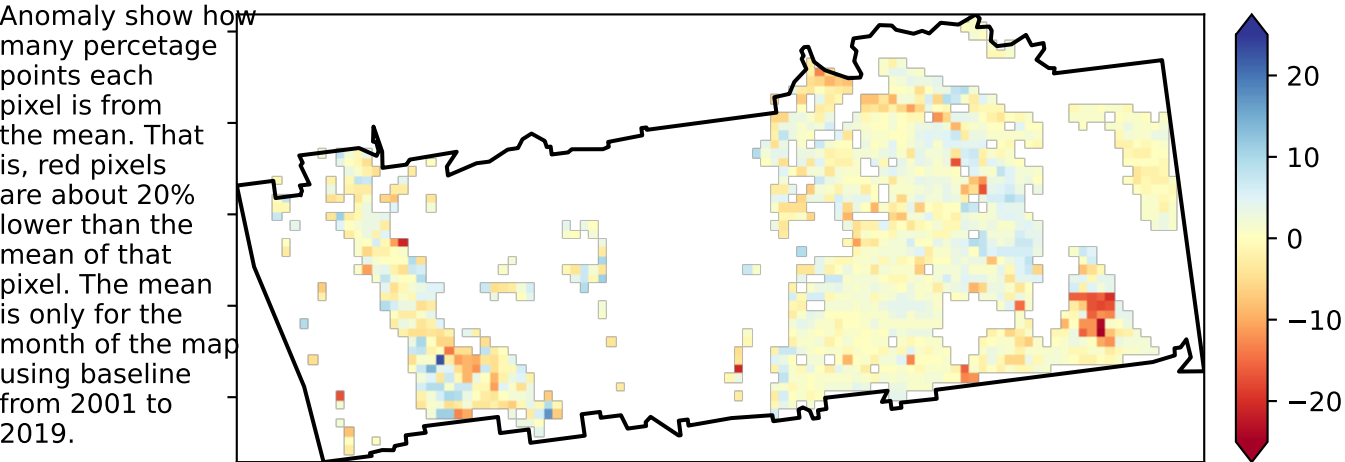 Anomaly show how
many percetage
points each
pixel is from
the mean. That
is, red pixels
are about 20%
lower than the
mean of that
pixel. The mean
is only for the
month of the map
using baseline
from 2001 to
2019.
20
10
0
−10
−20